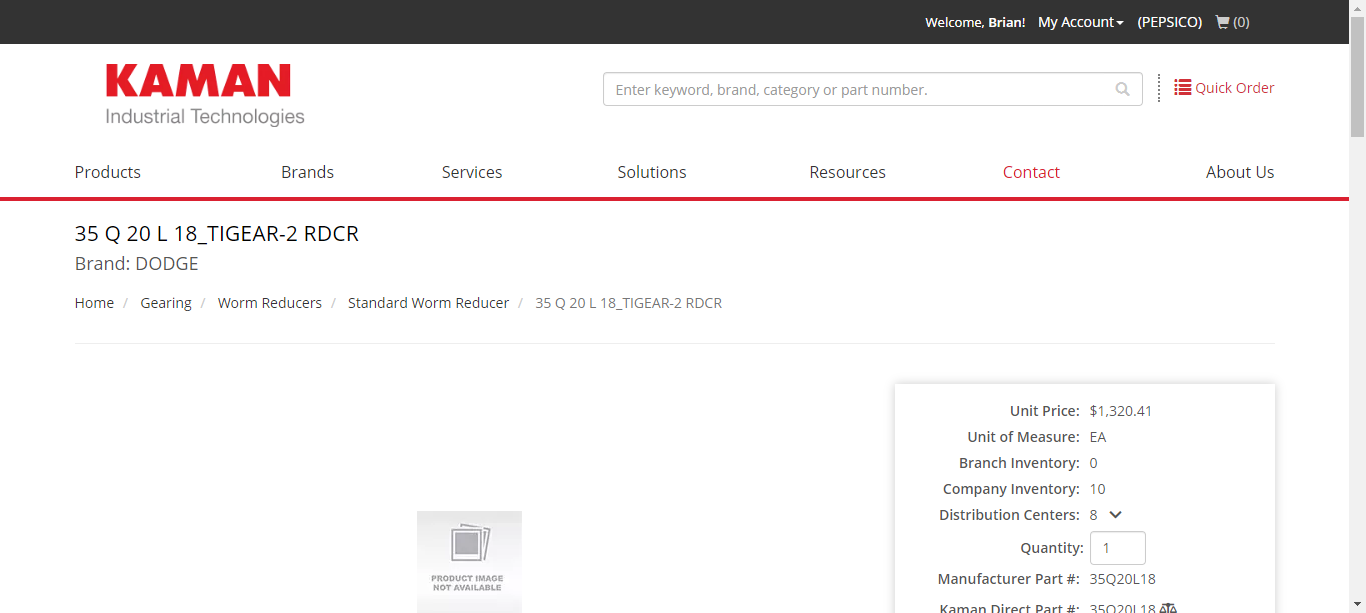 Welcome, Brian! My Account (PEPSICO) (0)
KAMAN
Industrial Technologies
Enter keyword, brand, category or part number.
Quick Order
Products Brands Services Solutions Resources Contact About Us
35 Q 20 L 18_TIGEAR-2 RDCR
Brand: DODGE
Home / Gearing / Worm Reducers / Standard Worm Reducer / 35 Q 20 L 18_TIGEAR-2 RDCR
Unit Price: $1,320.41
Unit of Measure: EA
Branch Inventory: 0
Company Inventory: 10
Distribution Centers: 8
Quantity: 1
Manufacturer Part #: 35Q20L18
Kaman Direct Part #: 35Q20L18
PRODUCT IMAGE
NOT AVAILABLE